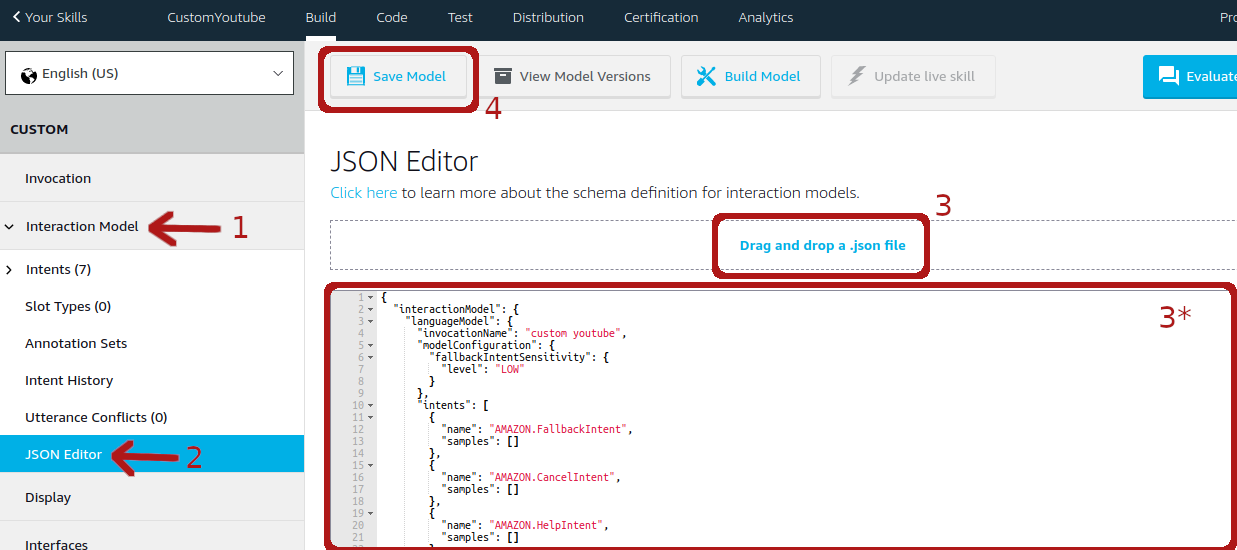 Your Skills
CustomYoutube
Build
Code
Test
Distribution
Certification
Analytics
English (US)
Save Model
View Model Versions
Build Model
Update live skill
4
CUSTOM
Invocation
Interaction Model
1
Intents (7)
Slot Types (0)
Annotation Sets
Intent History
Utterance Conflicts (0)
JSON Editor
2
Display
Interfaces
JSON Editor
Click here to learn more about the schema definition for interaction models.
3
Drag and drop a .json file
3*
1 {
2 "interactionModel": {
3 "languageModel": {
4 "invocationName": "custom youtube",
5 "modelConfiguration": {
6 "fallbackIntentSensitivity": {
7 "level": "LOW"
8 }
9 },
10 "intents": [
11 {
12 "name": "AMAZON.FallbackIntent",
13 "samples": []
14 },
15 {
16 "name": "AMAZON.CancelIntent",
17 "samples": []
18 },
19 {
20 "name": "AMAZON.HelpIntent",
21 "samples": []